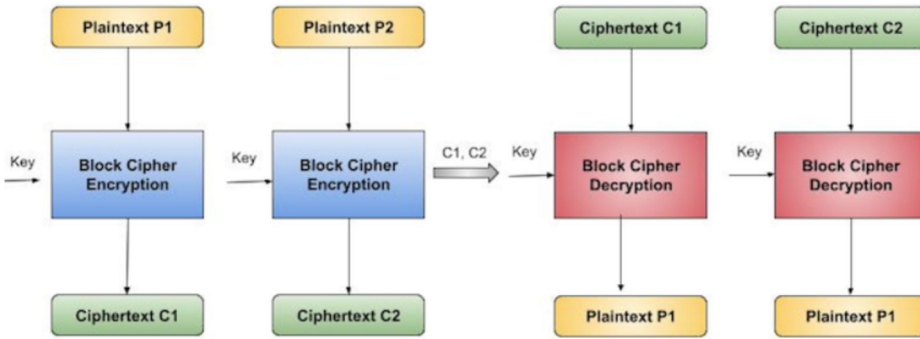 Plaintext P1
Plaintext P2
Ciphertext C1
Ciphertext C2
Key
Block Cipher
Encryption
Key
Block Cipher
Encryption
C1, C2
Key
Block Cipher
Decryption
Key
Block Cipher
Decryption
Ciphertext C1
Ciphertext C2
Plaintext P1
Plaintext P1